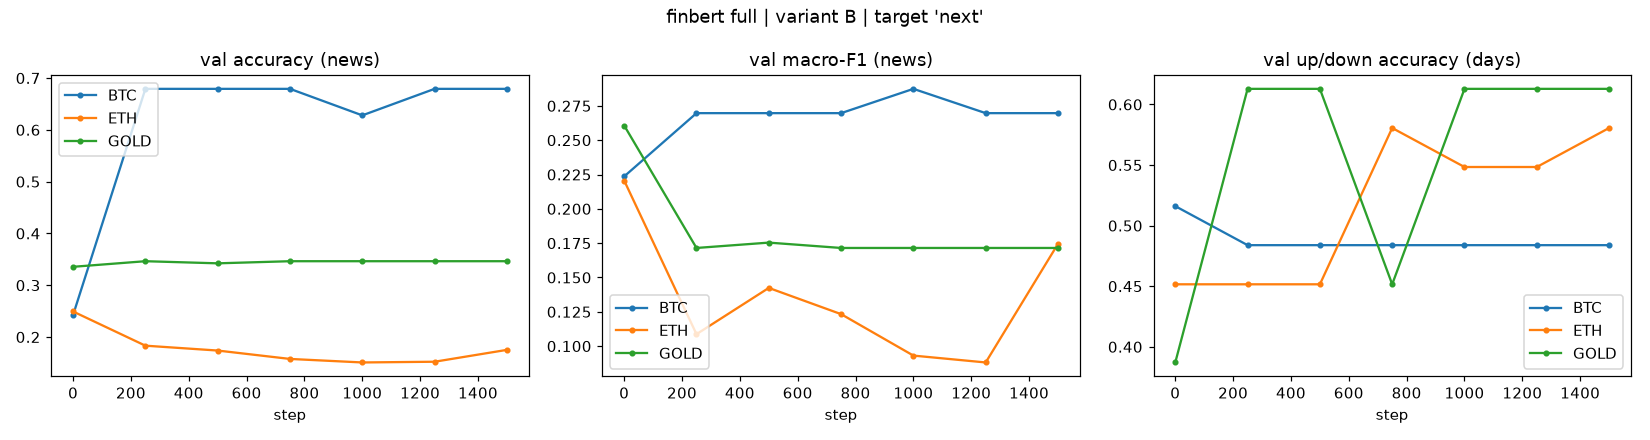 finbert full | variant B | target 'next'
val accuracy (news)
0.7
0.6
0.5
0.4
0.3
0.2
BTC
ETH
GOLD
0 200 400 600 800 1000 1200 1400
step
val macro-F1 (news)
0.275
0.250
0.225
0.200
0.175
0.150
0.125
0.100
BTC
ETH
GOLD
0 200 400 600 800 1000 1200 1400
step
val up/down accuracy (days)
0.60
0.55
0.50
0.45
0.40
BTC
ETH
GOLD
0 200 400 600 800 1000 1200 1400
step